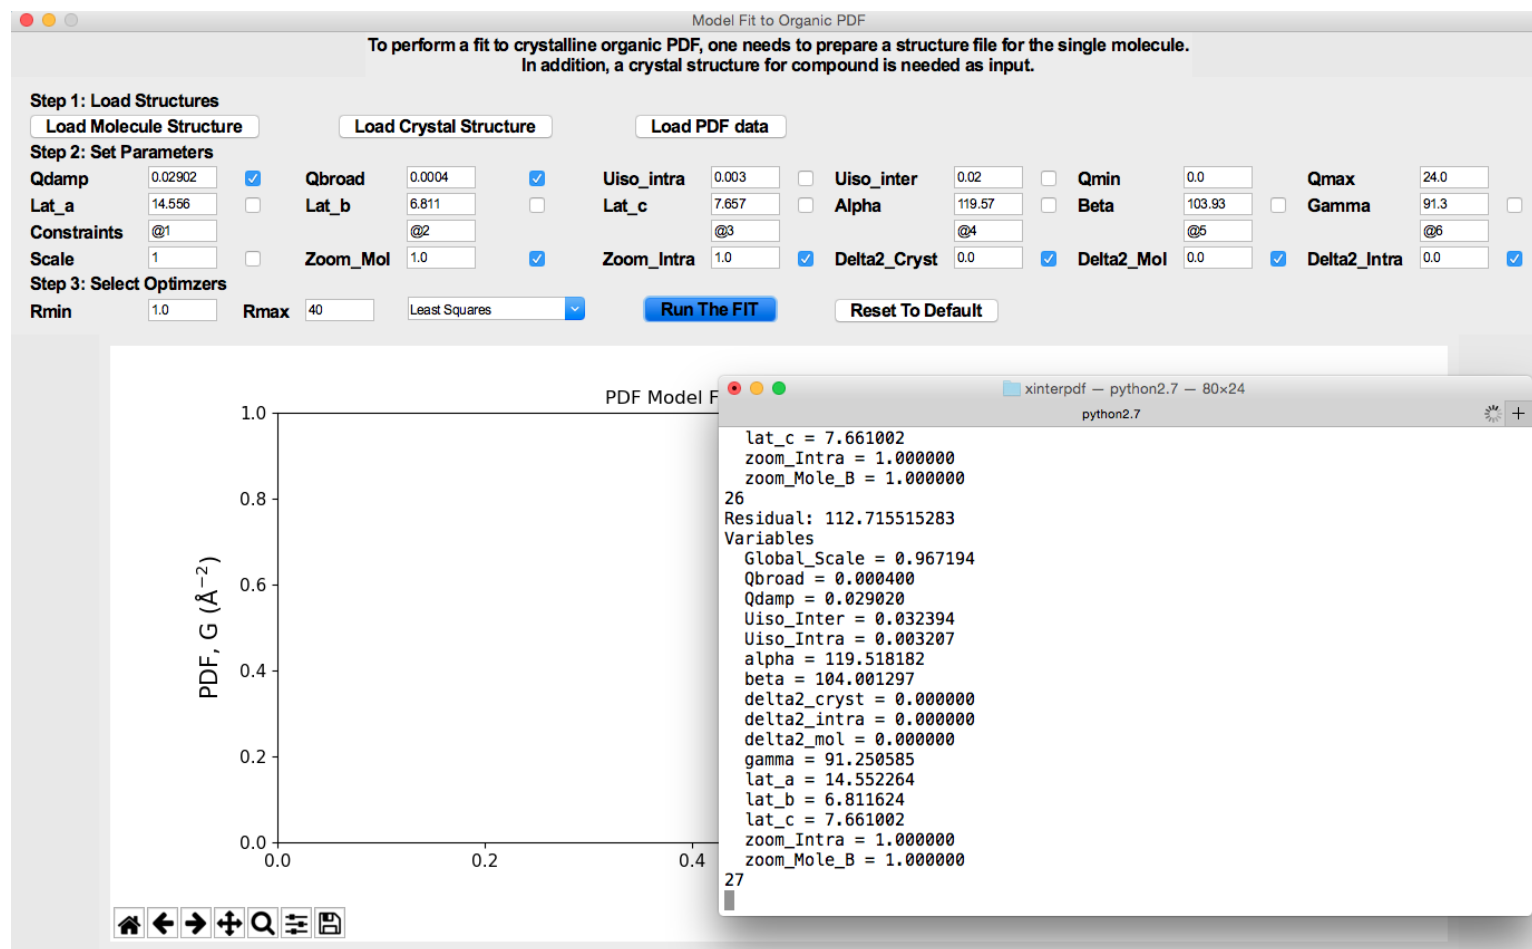 Model Fit to Organic PDF
To perform a fit to crystalline organic PDF, one needs to prepare a structure file for the single molecule.
In addition, a crystal structure for compound is needed as input.
Step 1: Load Structures
Load Molecule Structure Load Crystal Structure Load PDF data
Step 2: Set Parameters
Qdamp 0.02902 Qbroad 0.0004 Uiso_intra 0.003 Uiso_inter 0.02 Qmin 0.0 Qmax 24.0
Lat_a 14.556 Lat_b 6.811 Lat_c 7.657 Alpha 119.57 Beta 103.93 Gamma 91.3
Constraints @1 @2 @3 @4 @5 @6
Scale 1 Zoom_Mol 1.0 Zoom_Intra 1.0 Delta2_Cryst 0.0 Delta2_Mol 0.0 Delta2_Intra 0.0
Step 3: Select Optimzers
Rmin 1.0 Rmax 40 Least Squares Run The FIT Reset To Default
PDF Model F
1.0
0.8
0.6
0.4
0.2
0.0
PDF, G (Å⁻²)
0.0 0.2 0.4
xinterpdf — python2.7 — 80×24
python2.7
+
lat_c = 7.661002
zoom_Intra = 1.000000
zoom_Mole_B = 1.000000
26
Residual: 112.715515283
Variables
Global_Scale = 0.967194
Qbroad = 0.000400
Qdamp = 0.029020
Uiso_Inter = 0.032394
Uiso_Intra = 0.003207
alpha = 119.518182
beta = 104.001297
delta2_cryst = 0.000000
delta2_intra = 0.000000
delta2_mol = 0.000000
gamma = 91.250585
lat_a = 14.552264
lat_b = 6.811624
lat_c = 7.661002
zoom_Intra = 1.000000
zoom_Mole_B = 1.000000
27